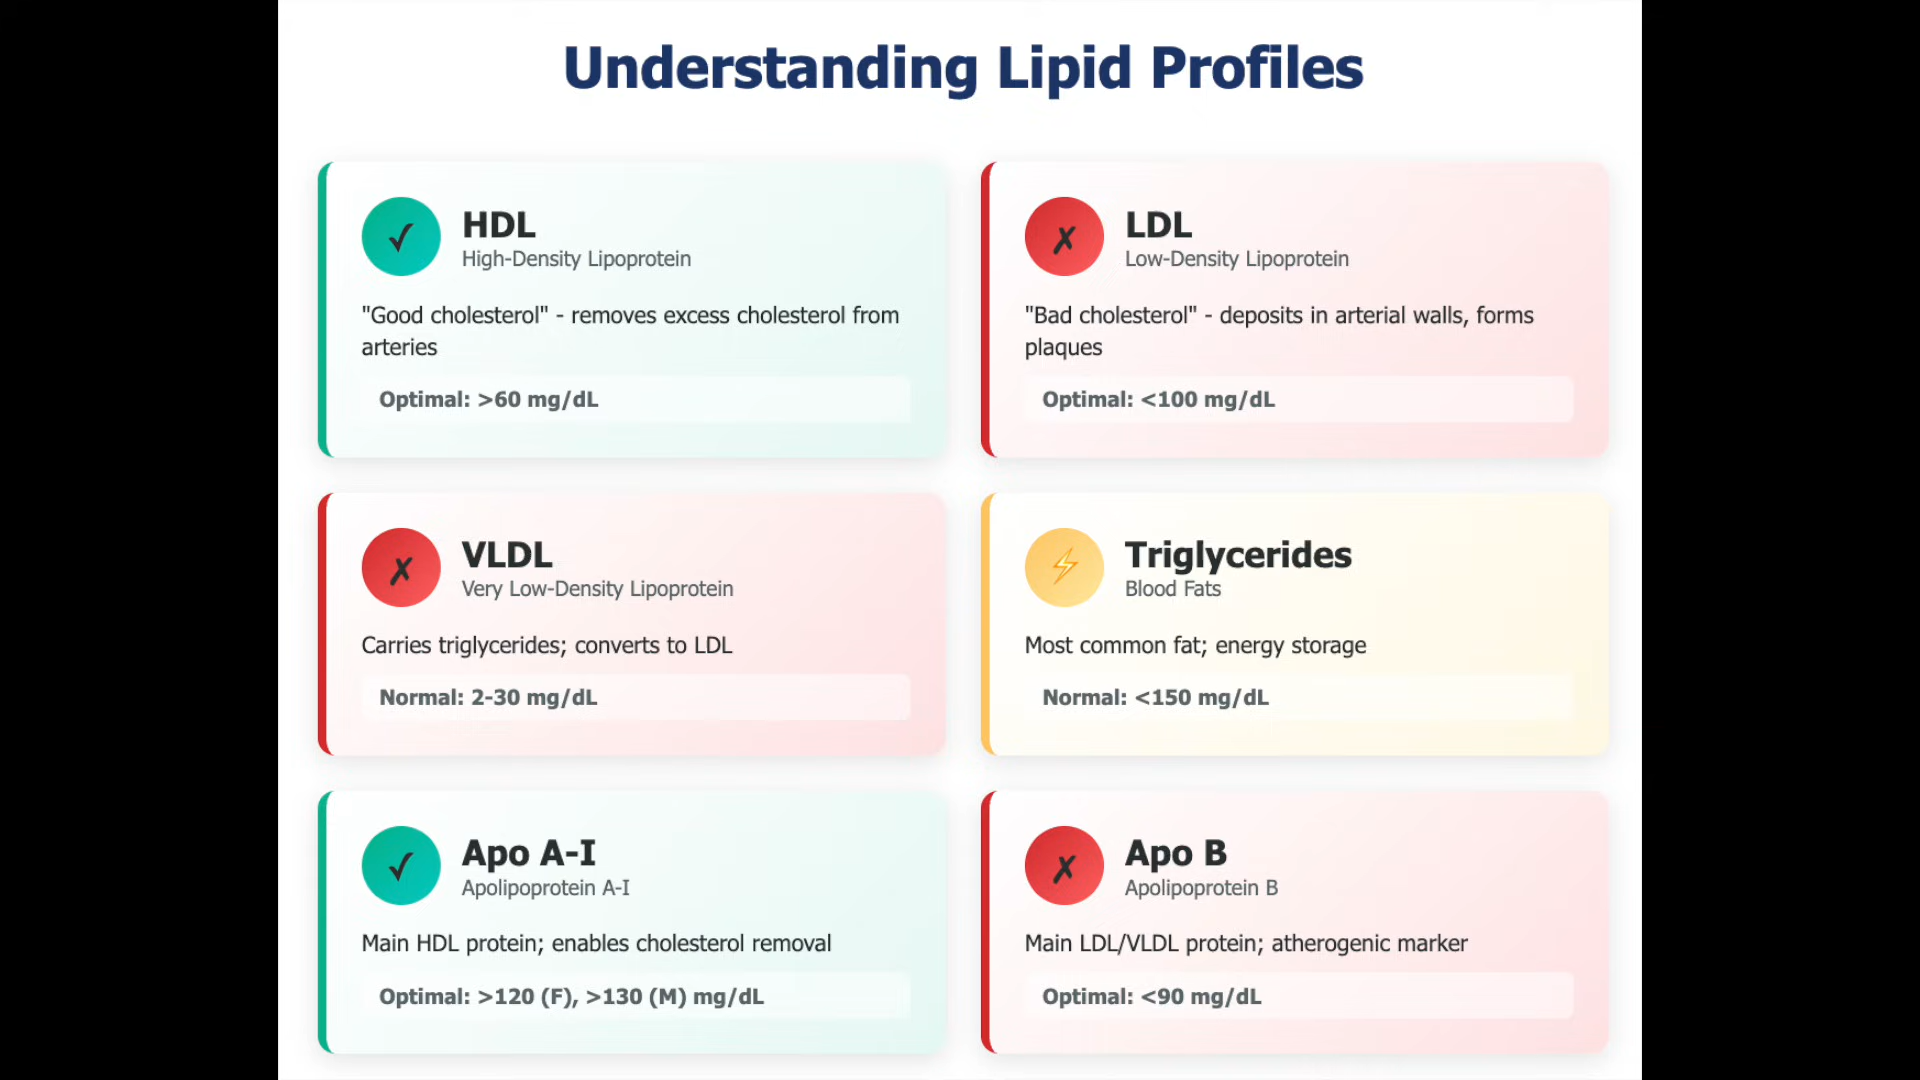 Understanding Lipid Profiles
✓
HDL
High-Density Lipoprotein
"Good cholesterol" - removes excess cholesterol from
arteries
Optimal: >60 mg/dL
✗
LDL
Low-Density Lipoprotein
"Bad cholesterol" - deposits in arterial walls, forms
plaques
Optimal: <100 mg/dL
✗
VLDL
Very Low-Density Lipoprotein
Carries triglycerides; converts to LDL
Normal: 2-30 mg/dL
⚡
Triglycerides
Blood Fats
Most common fat; energy storage
Normal: <150 mg/dL
✓
Apo A-I
Apolipoprotein A-I
Main HDL protein; enables cholesterol removal
Optimal: >120 (F), >130 (M) mg/dL
✗
Apo B
Apolipoprotein B
Main LDL/VLDL protein; atherogenic marker
Optimal: <90 mg/dL